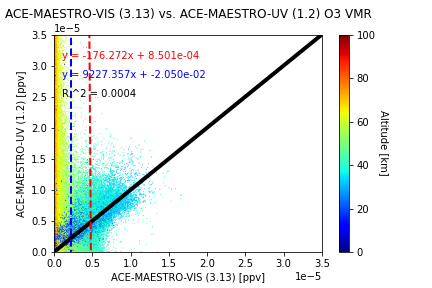 ACE-MAESTRO-VIS (3.13) vs. ACE-MAESTRO-UV (1.2) O3 VMR
1e−5
3.5
3.0
2.5
2.0
1.5
1.0
0.5
0.0
ACE-MAESTRO-UV (1.2) [ppv]
y = -176.272x + 8.501e-04
y = 9227.357x + -2.050e-02
R^2 = 0.0004
0.0 0.5 1.0 1.5 2.0 2.5 3.0 3.5
1e−5
ACE-MAESTRO-VIS (3.13) [ppv]
100
80
60
40
20
0
Altitude [km]